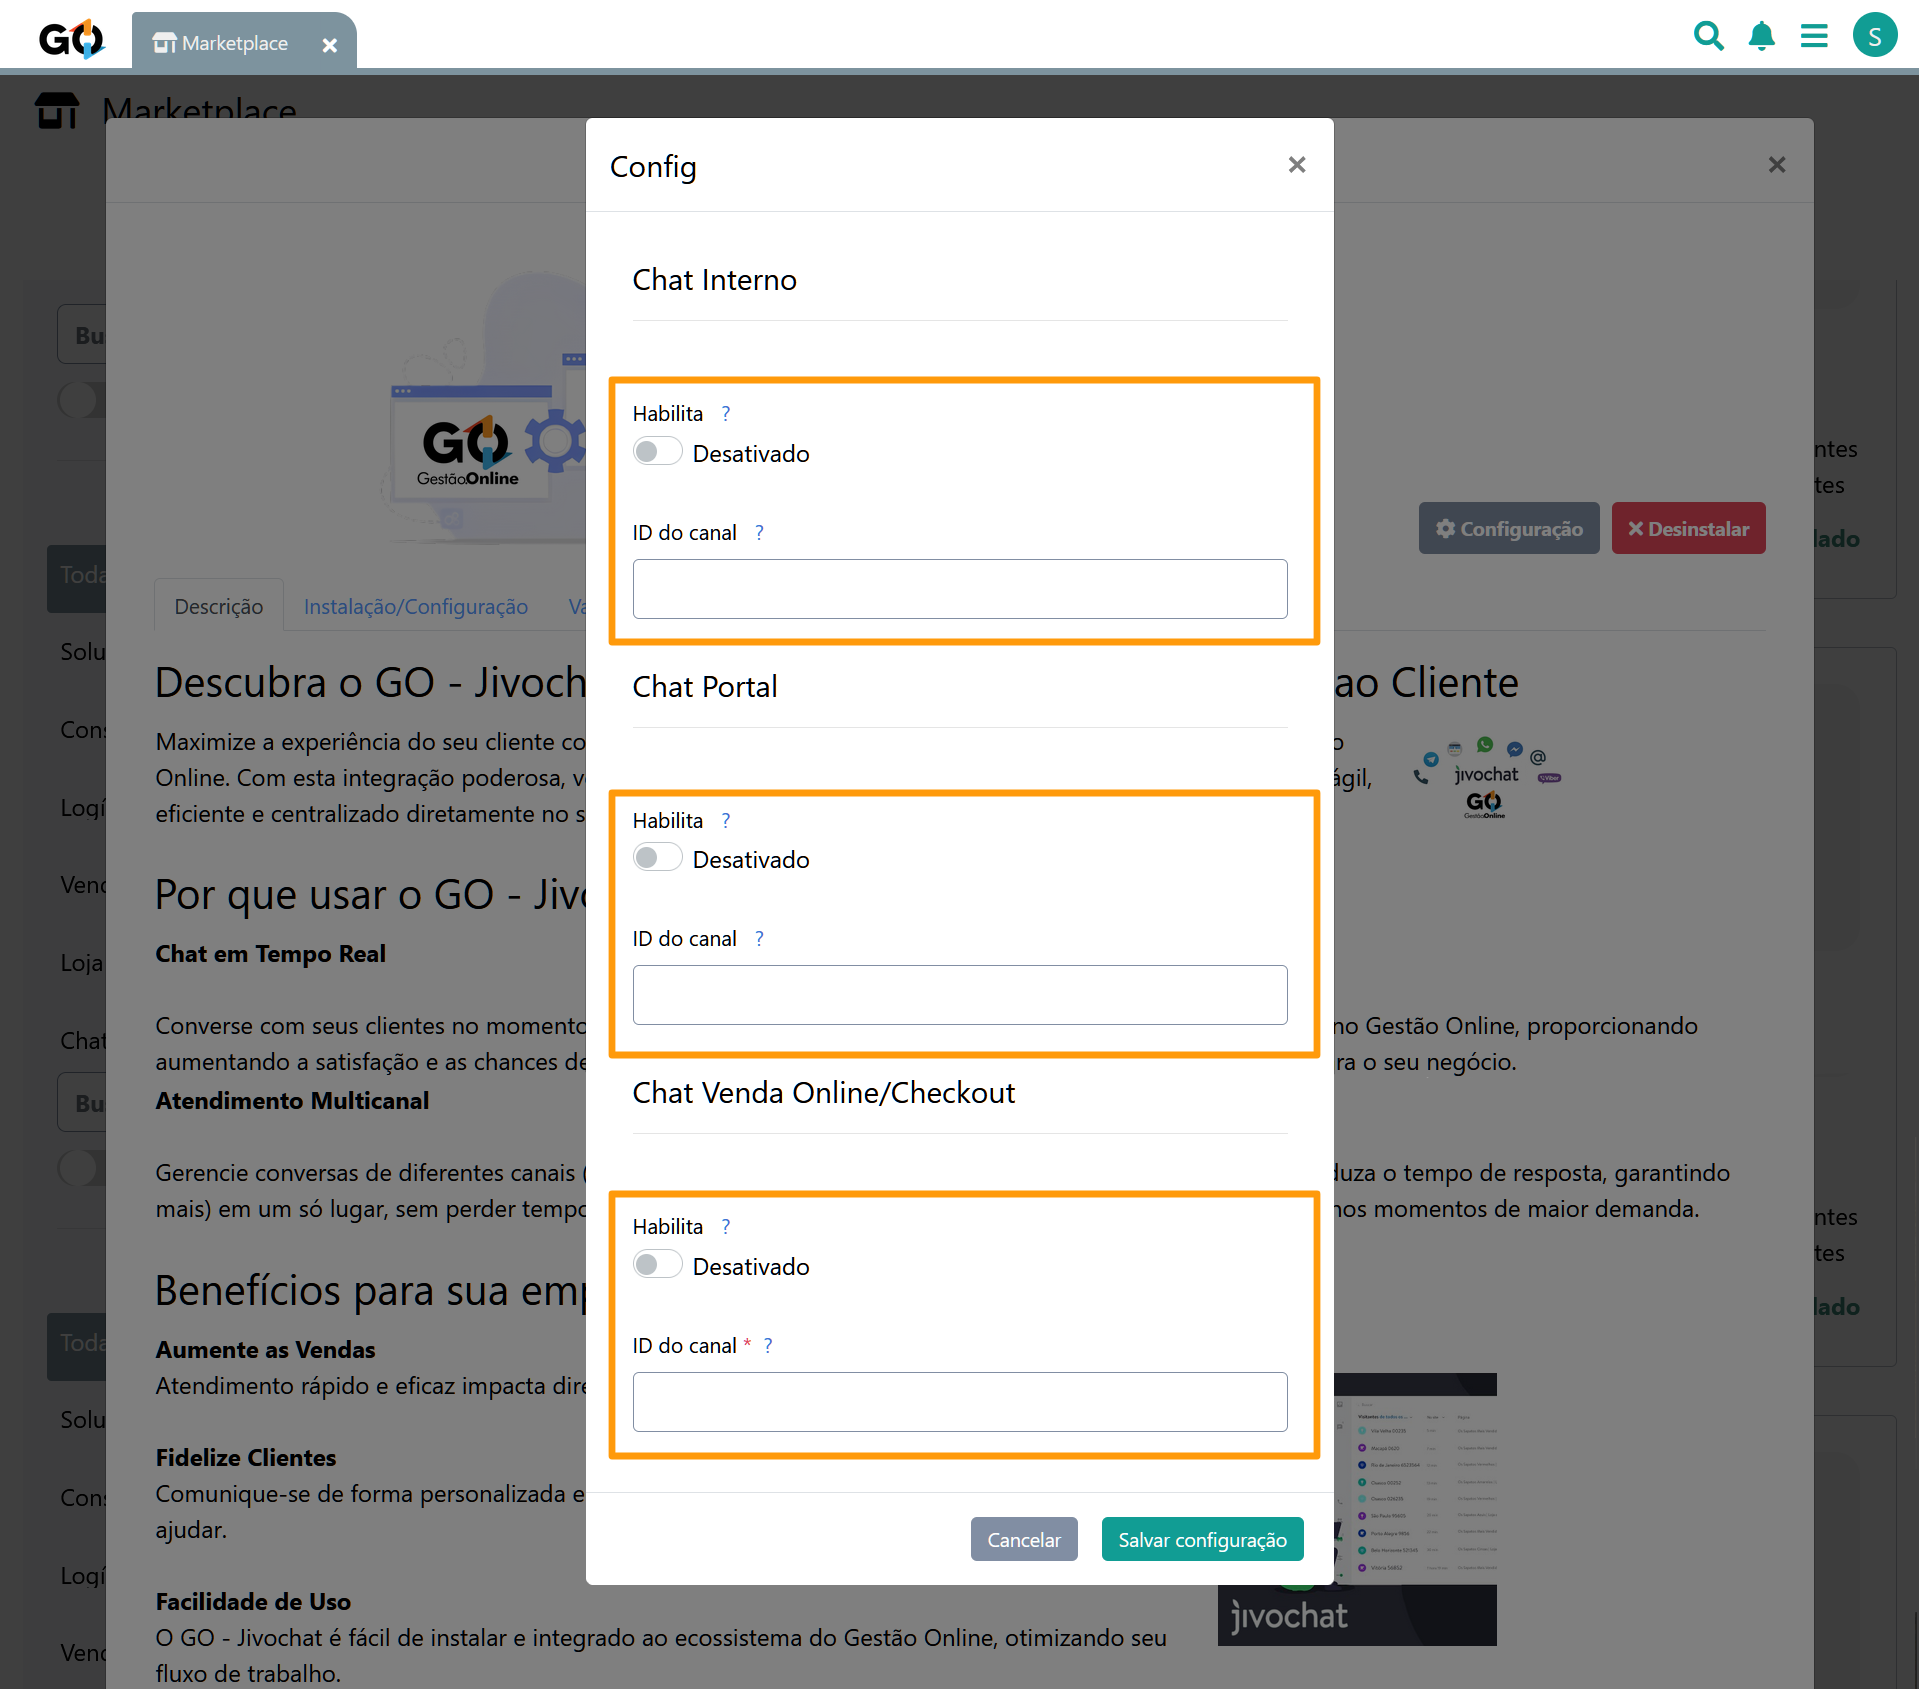 GO
Marketplace
S
Marketplace
Config
Chat Interno
Habilita ?
Desativado
ID do canal ?
Chat Portal
Habilita ?
Desativado
ID do canal ?
Chat Venda Online/Checkout
Habilita ?
Desativado
ID do canal * ?
Cancelar
Salvar configuração
GO
GestãoOnline
Configuração
Desinstalar
Descrição
Instalação/Configuração
Descubra o GO - Jivoch
ao Cliente
Maximize a experiência do seu cliente co
Online. Com esta integração poderosa, v
ágil,
eficiente e centralizado diretamente no s
jivochat
GO
GestãoOnline
Por que usar o GO - Jivo
Chat em Tempo Real
Converse com seus clientes no momento
no Gestão Online, proporcionando
aumentando a satisfação e as chances de
ra o seu negócio.
Atendimento Multicanal
Gerencie conversas de diferentes canais (
duza o tempo de resposta, garantindo
mais) em um só lugar, sem perder tempo
nos momentos de maior demanda.
Benefícios para sua emp
Aumente as Vendas
Atendimento rápido e eficaz impacta dire
Fidelize Clientes
Comunique-se de forma personalizada e
ajudar.
Facilidade de Uso
O GO - Jivochat é fácil de instalar e integrado ao ecossistema do Gestão Online, otimizando seu
fluxo de trabalho.
jivochat
Bu
Toda
Solu
Cons
Logí
Vend
Loja
Chat
Bu
Toda
Solu
Cons
Logí
Vend
ntes
tes
lado
ntes
tes
lado